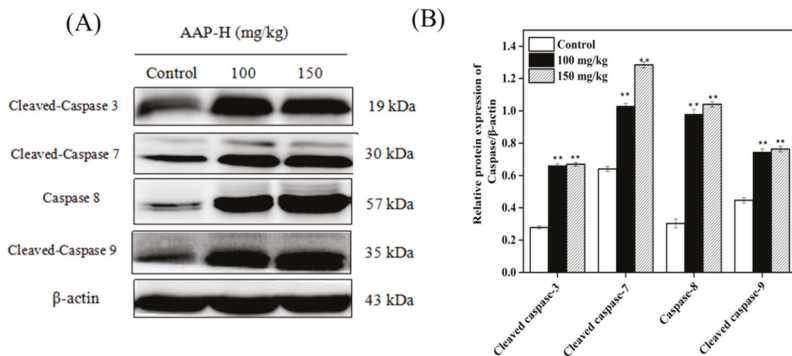 (A)
AAP-H (mg/kg)
Control 100 150
Cleaved-Caspase 3 19 kDa
Cleaved-Caspase 7 30 kDa
Caspase 8 57 kDa
Cleaved-Caspase 9 35 kDa
β-actin 43 kDa
(B)
Relative protein expression of
Caspase/β-actin
1.4
1.2
1.0
0.8
0.6
0.4
0.2
0.0
Control
100 mg/kg
150 mg/kg
** **
** **
** **
** **
Cleaved caspase-3
Cleaved caspase-7
Caspase-8
Cleaved caspase-9